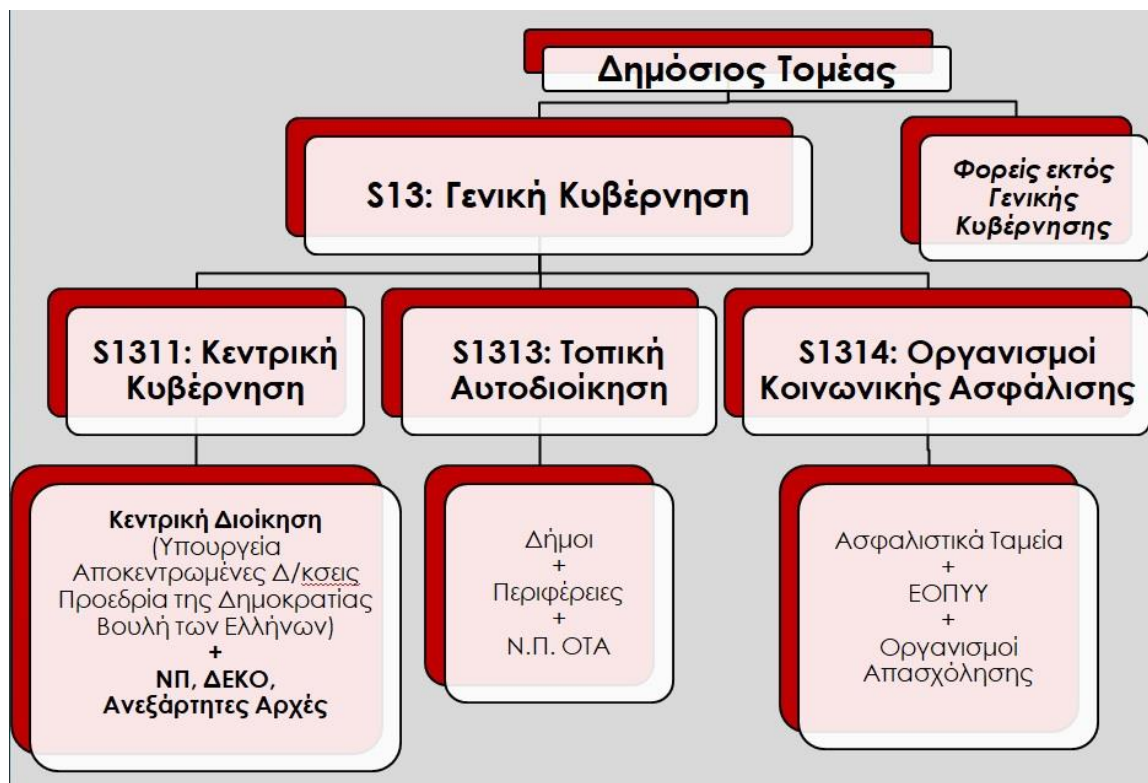 Δημόσιος Τομέας
S13: Γενική Κυβέρνηση
Φορείς εκτός
Γενικής
Κυβέρνησης
S1311: Κεντρική
Κυβέρνηση
S1313: Τοπική
Αυτοδιοίκηση
S1314: Οργανισμοί
Κοινωνικής Ασφάλισης
Κεντρική Διοίκηση
(Υπουργεία
Αποκεντρωμένες Δ/κσεις
Προεδρία της Δημοκρατίας
Βουλή των Ελλήνων)
+
ΝΠ, ΔΕΚΟ,
Ανεξάρτητες Αρχές
Δήμοι
+
Περιφέρειες
+
Ν.Π. ΟΤΑ
Ασφαλιστικά Ταμεία
+
ΕΟΠΥΥ
+
Οργανισμοί
Απασχόλησης